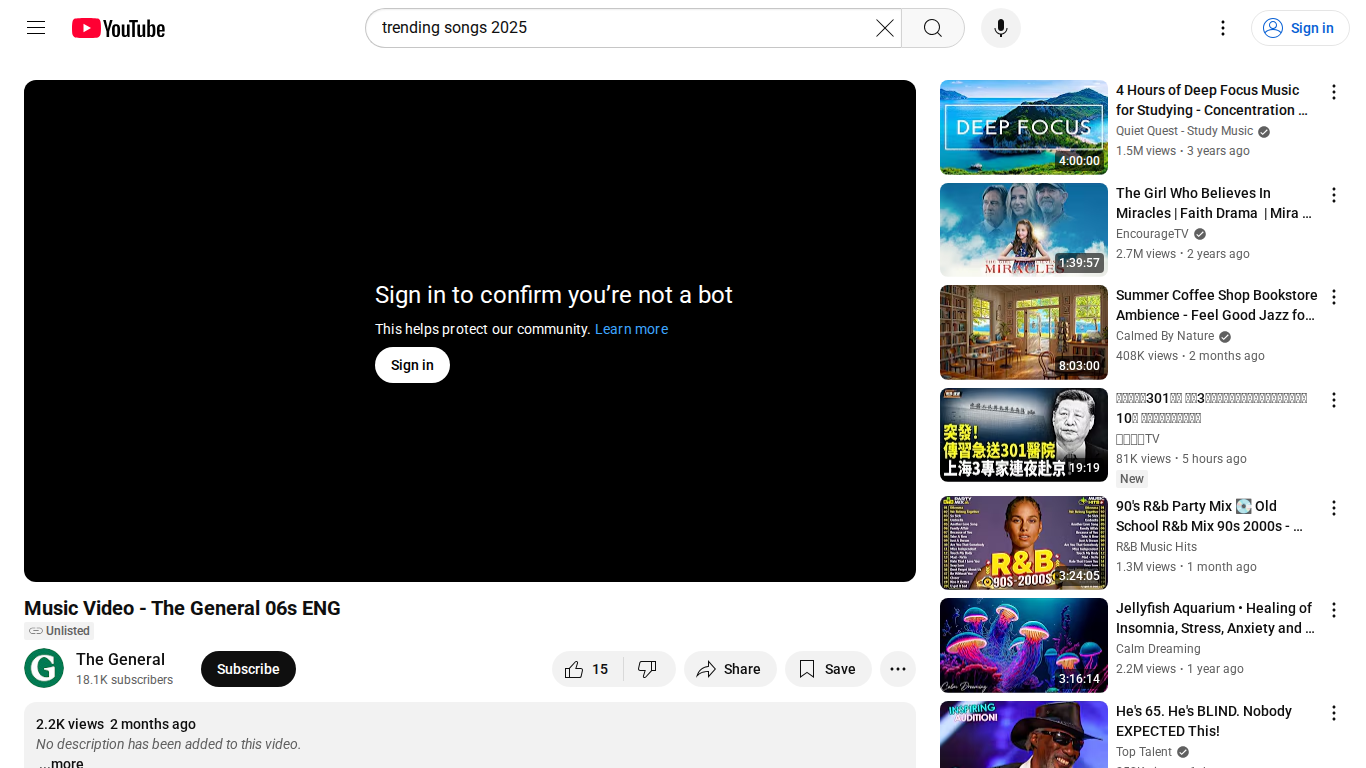 YouTube
trending songs 2025
Sign in
Sign in to confirm you’re not a bot
This helps protect our community. Learn more
Sign in
Music Video - The General 06s ENG
Unlisted
G
The General
18.1K subscribers
Subscribe
15
Share
Save
2.2K views 2 months ago
No description has been added to this video.
...more
DEEP FOCUS
4:00:00
4 Hours of Deep Focus Music
for Studying - Concentration …
Quiet Quest - Study Music
1.5M views • 3 years ago
MIRACLES
1:39:57
The Girl Who Believes In
Miracles | Faith Drama | Mira …
EncourageTV
2.7M views • 2 years ago
8:03:00
Summer Coffee Shop Bookstore
Ambience - Feel Good Jazz fo…
Calmed By Nature
408K views • 2 months ago
突發!
傳習急送301醫院
上海3專家連夜赴京
19:19
301
3
10
TV
81K views • 5 hours ago
New
PARTY
MIX
MUSIC
HITS
R&B
90S-2000S
3:24:05
90's R&b Party Mix 💽 Old
School R&b Mix 90s 2000s - …
R&B Music Hits
1.3M views • 1 month ago
Calm Dreaming
3:16:14
Jellyfish Aquarium • Healing of
Insomnia, Stress, Anxiety and …
Calm Dreaming
2.2M views • 1 year ago
INSPIRING
AUDITION!
He's 65. He's BLIND. Nobody
EXPECTED This!
Top Talent